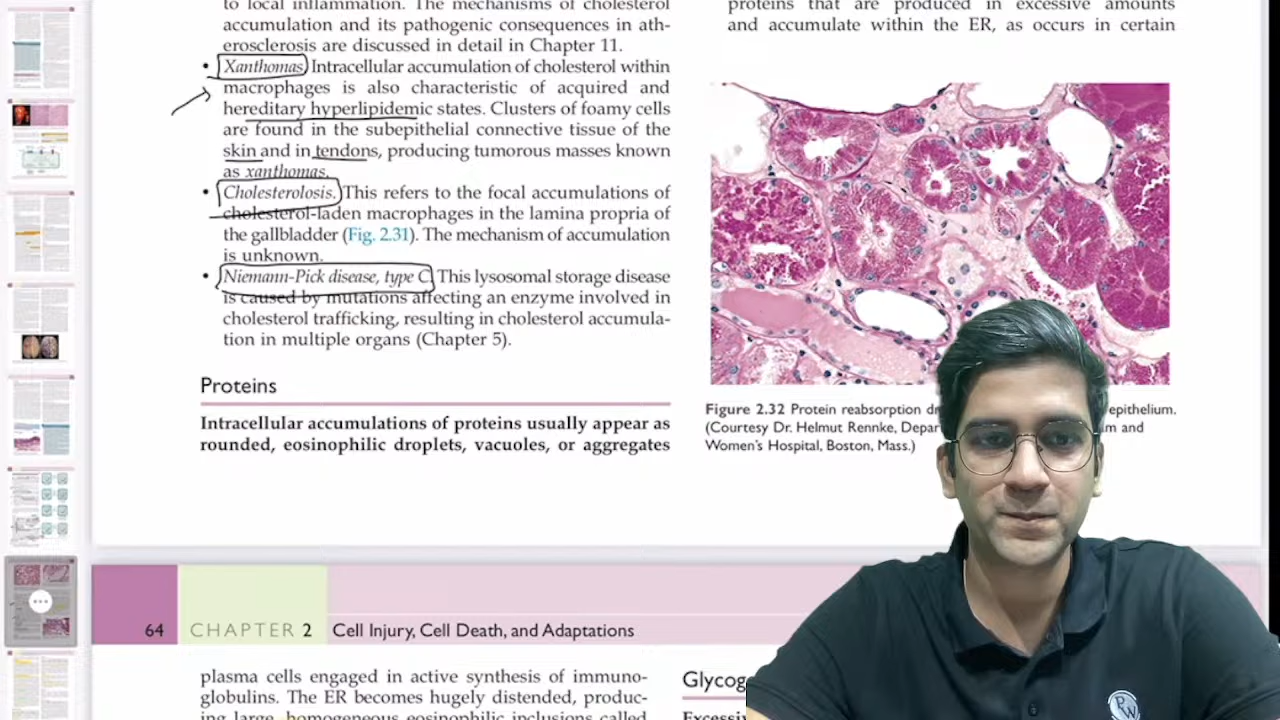 to local inflammation. The mechanisms of cholesterol
accumulation and its pathogenic consequences in ath-
erosclerosis are discussed in detail in Chapter 11.
• Xanthomas. Intracellular accumulation of cholesterol within
macrophages is also characteristic of acquired and
hereditary hyperlipidemic states. Clusters of foamy cells
are found in the subepithelial connective tissue of the
skin and in tendons, producing tumorous masses known
as xanthomas.
• Cholesterolosis. This refers to the focal accumulations of
cholesterol-laden macrophages in the lamina propria of
the gallbladder (Fig. 2.31). The mechanism of accumulation
is unknown.
• Niemann-Pick disease, type C. This lysosomal storage disease
is caused by mutations affecting an enzyme involved in
cholesterol trafficking, resulting in cholesterol accumula-
tion in multiple organs (Chapter 5).
Proteins
Intracellular accumulations of proteins usually appear as
rounded, eosinophilic droplets, vacuoles, or aggregates
proteins that are produced in excessive amounts
and accumulate within the ER, as occurs in certain
Figure 2.32 Protein reabsorption epithelium.
(Courtesy Dr. Helmut Rennke, and
Women's Hospital, Boston, Mass.)
64 CHAPTER 2 Cell Injury, Cell Death, and Adaptations
plasma cells engaged in active synthesis of immuno-
globulins. The ER becomes hugely distended, produc-
ing large, homogeneous eosinophilic inclusions called